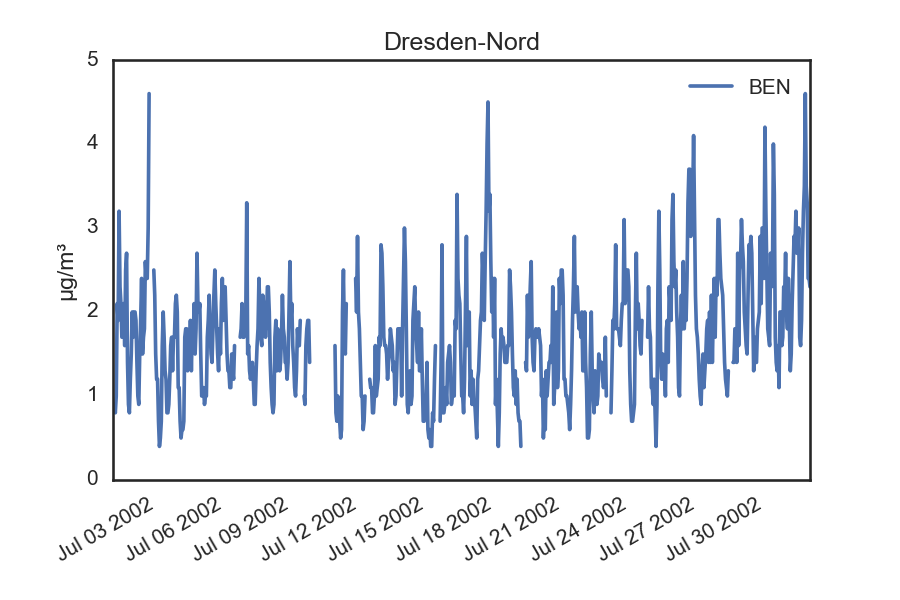 Dresden-Nord
BEN
µg/m³
5
4
3
2
1
0
Jul 03 2002
Jul 06 2002
Jul 09 2002
Jul 12 2002
Jul 15 2002
Jul 18 2002
Jul 21 2002
Jul 24 2002
Jul 27 2002
Jul 30 2002